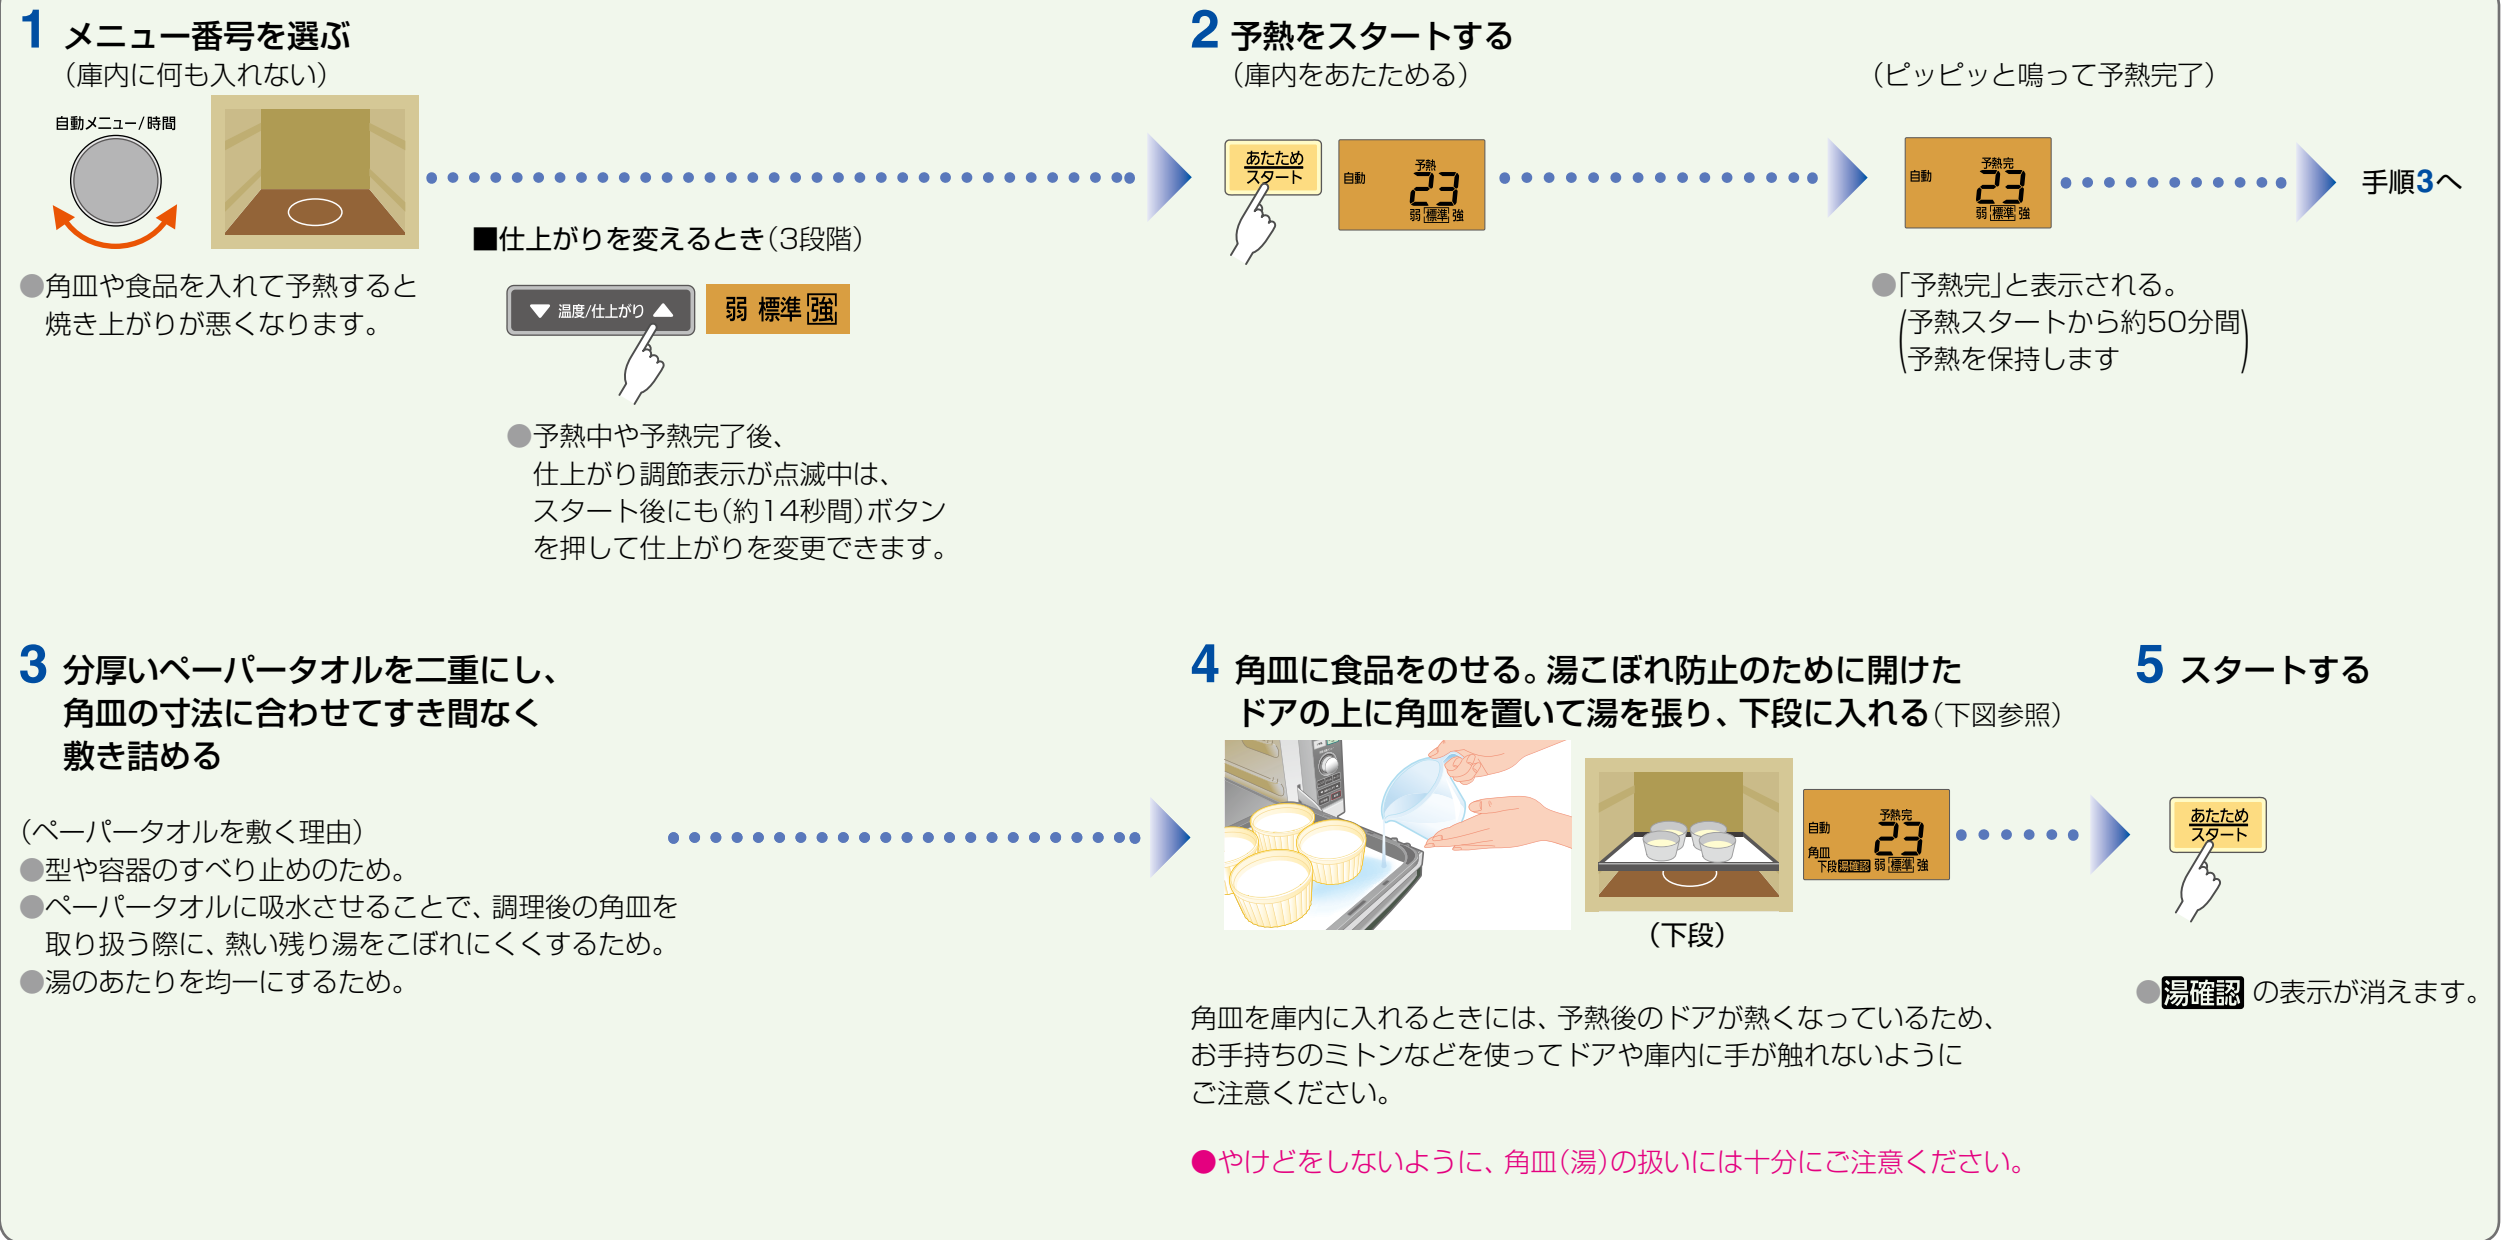 1 メニュー番号を選ぶ
（庫内に何も入れない）
自動メニュー/時間
●角皿や食品を入れて予熱すると
焼き上がりが悪くなります。
■仕上がりを変えるとき（3段階）
▼ 温度/仕上がり ▲
弱 標準 強
●予熱中や予熱完了後、
仕上がり調節表示が点滅中は、
スタート後にも（約14秒間）ボタン
を押して仕上がりを変更できます。
2 予熱をスタートする
（庫内をあたためる）
あたため
スタート
予熱
自動 23
弱 標準 強
（ピッピッと鳴って予熱完了）
予熱完
自動 23
弱 標準 強
手順3へ
●「予熱完」と表示される。
(予熱スタートから約50分間
予熱を保持します)
3 分厚いペーパータオルを二重にし、
角皿の寸法に合わせてすき間なく
敷き詰める
（ペーパータオルを敷く理由）
●型や容器のすべり止めのため。
●ペーパータオルに吸水させることで、調理後の角皿を
取り扱う際に、熱い残り湯をこぼれにくくするため。
●湯のあたりを均一にするため。
4 角皿に食品をのせる。湯こぼれ防止のために開けた
ドアの上に角皿を置いて湯を張り、下段に入れる（下図参照）
（下段）
予熱完
自動 23
角皿
下段 湯確認 弱 標準 強
角皿を庫内に入れるときには、予熱後のドアが熱くなっているため、
お手持ちのミトンなどを使ってドアや庫内に手が触れないように
ご注意ください。
●やけどをしないように、角皿（湯）の扱いには十分にご注意ください。
5 スタートする
あたため
スタート
●湯確認 の表示が消えます。